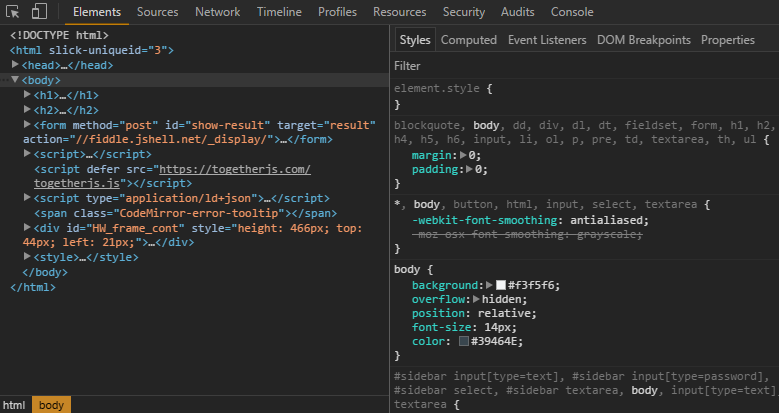 Elements Sources Network Timeline Profiles Resources Security Audits Console
<!DOCTYPE html>
<html slick-uniqueid="3">
<head>…</head>
<body>
<h1>…</h1>
<h2>…</h2>
<form method="post" id="show-result" target="result"
action="//fiddle.jshell.net/_display/">…</form>
<script>…</script>
<script defer src="https://togetherjs.com/
togetherjs.js"></script>
<script type="application/ld+json">…</script>
<span class="CodeMirror-error-tooltip"></span>
<div id="HW_frame_cont" style="height: 466px; top:
44px; left: 21px;">…</div>
<style>…</style>
</body>
</html>
html body
Styles Computed Event Listeners DOM Breakpoints Properties
Filter
element.style {
}
blockquote, body, dd, div, dl, dt, fieldset, form, h1, h2,
h4, h5, h6, input, li, ol, p, pre, td, textarea, th, ul {
margin: 0;
padding: 0;
}
*, body, button, html, input, select, textarea {
-webkit-font-smoothing: antialiased;
-moz-osx-font-smoothing: grayscale;
}
body {
background: #f3f5f6;
overflow: hidden;
position: relative;
font-size: 14px;
color: #39464E;
}
#sidebar input[type=text], #sidebar input[type=password],
#sidebar select, #sidebar textarea, body, input[type=text],
textarea {